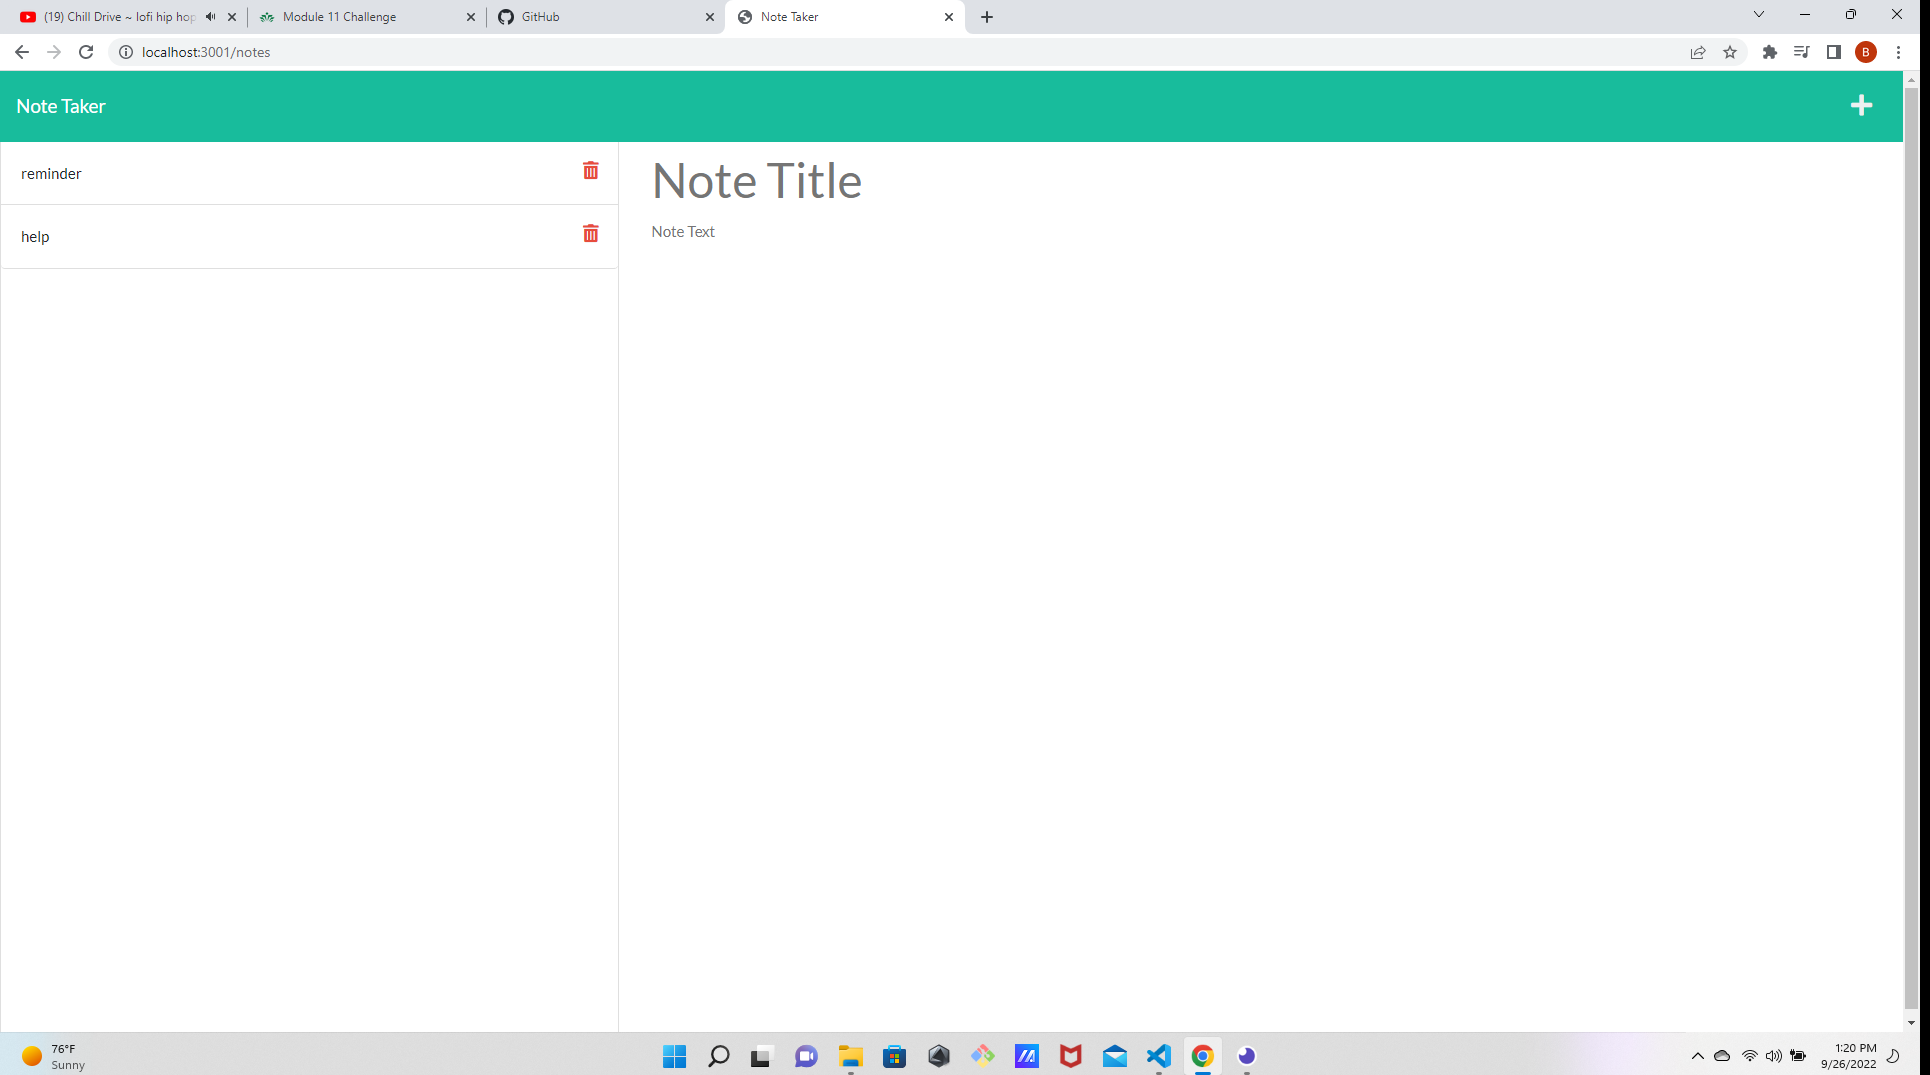 (19) Chill Drive ~ lofi hip hop
Module 11 Challenge
GitHub
Note Taker
localhost:3001/notes
B
Note Taker
reminder
help
Note Title
Note Text
76°F
Sunny
1:20 PM
9/26/2022